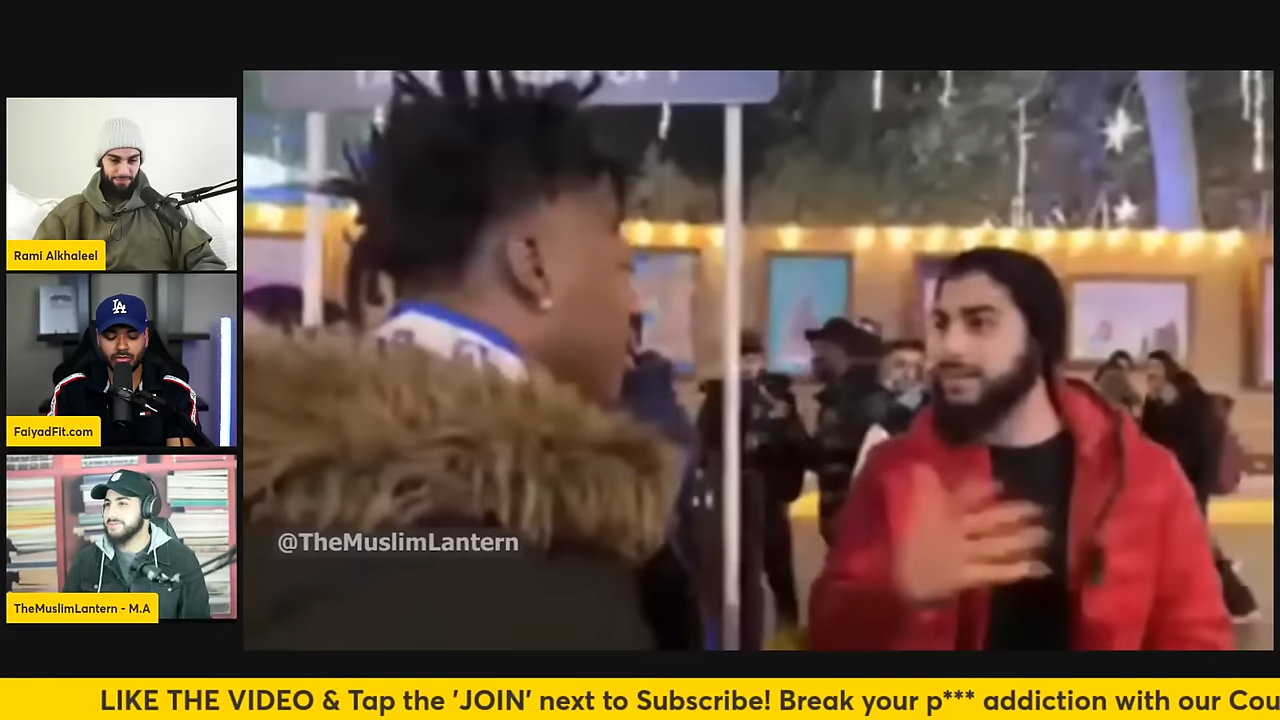 Rami Alkhaleel
LA
FaiyadFit.com
TheMuslimLantern - M.A
@TheMuslimLantern
LIKE THE VIDEO & Tap the 'JOIN' next to Subscribe! Break your p*** addiction with our Cou